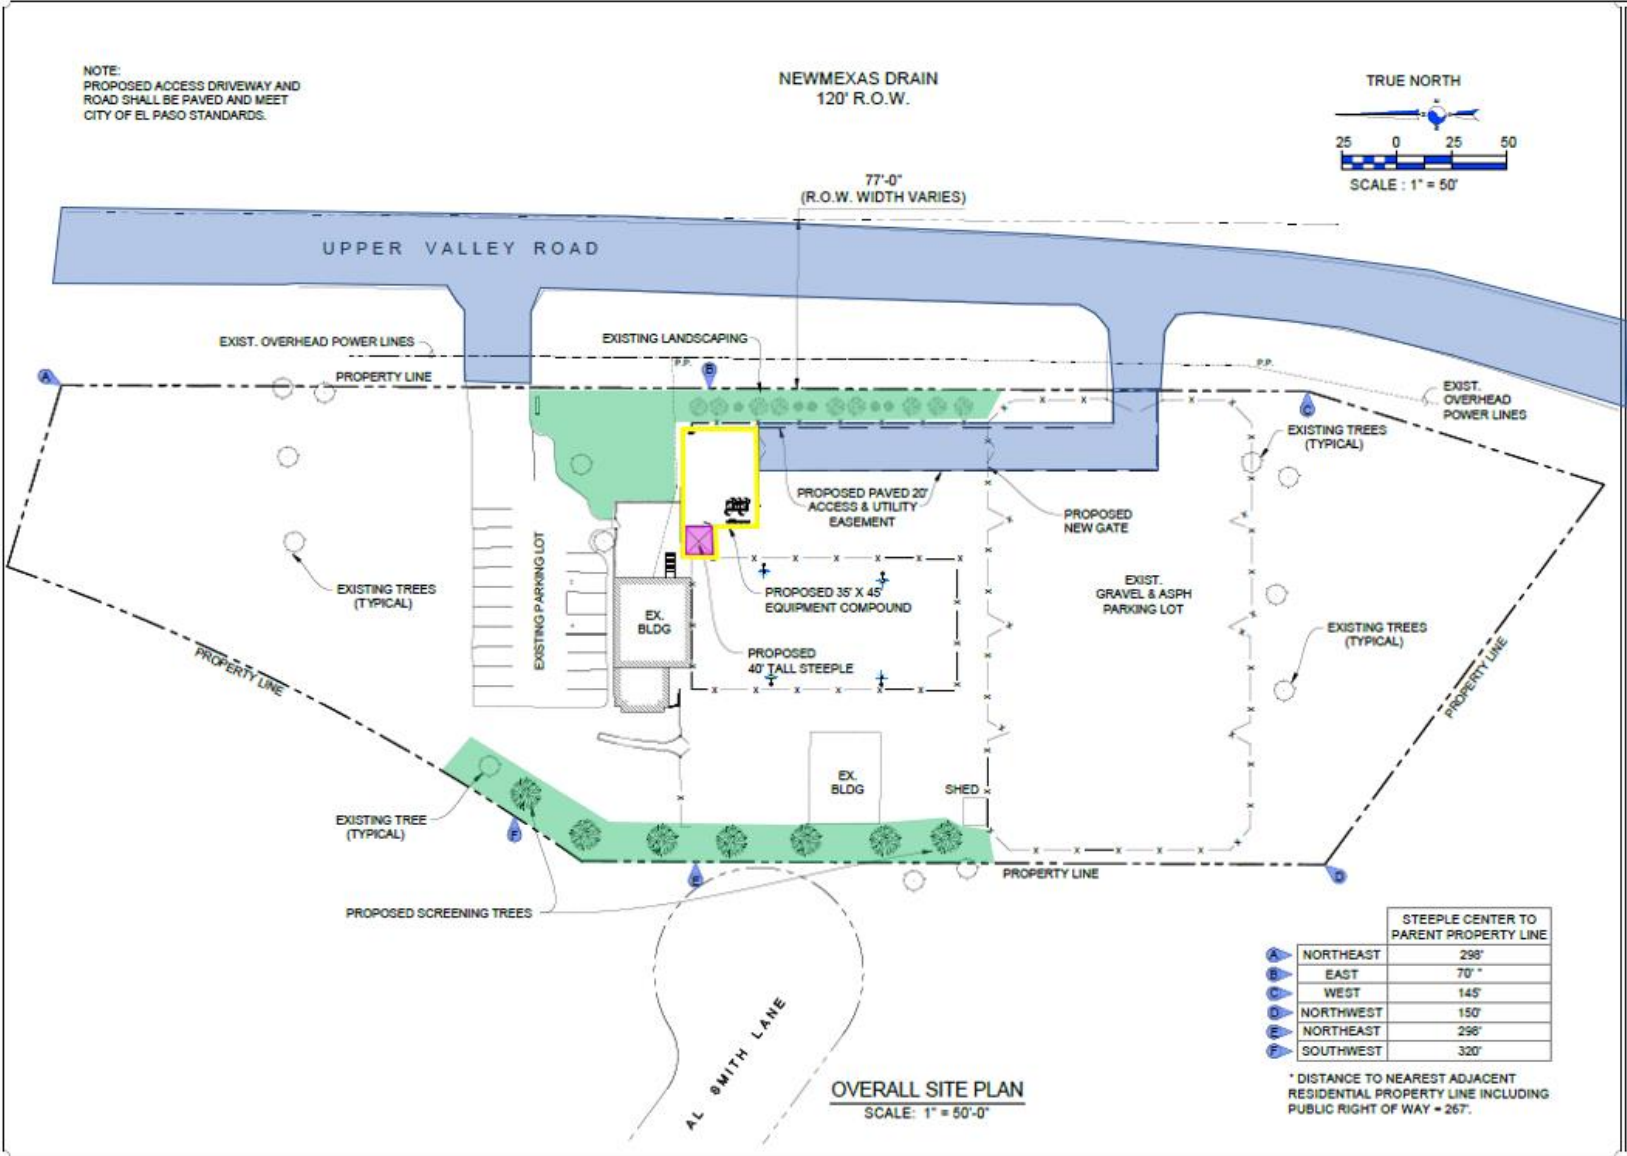 NOTE:
PROPOSED ACCESS DRIVEWAY AND
ROAD SHALL BE PAVED AND MEET
CITY OF EL PASO STANDARDS.
NEWMEXAS DRAIN
120' R.O.W.
TRUE NORTH
25 0 25 50
SCALE : 1" = 50'
77'-0"
(R.O.W. WIDTH VARIES)
UPPER VALLEY ROAD
EXIST. OVERHEAD POWER LINES
EXISTING LANDSCAPING
P.P.
P.P.
A
PROPERTY LINE
B
C
EXIST.
OVERHEAD
POWER LINES
EXISTING TREES
(TYPICAL)
PROPOSED PAVED 20'
ACCESS & UTILITY
EASEMENT
PROPOSED
NEW GATE
EXISTING PARKING LOT
EXISTING TREES
(TYPICAL)
PROPOSED 35' X 45'
EQUIPMENT COMPOUND
EXIST.
GRAVEL & ASPH
PARKING LOT
EX.
BLDG
EXISTING TREES
(TYPICAL)
PROPOSED
40' TALL STEEPLE
PROPERTY LINE
PROPERTY LINE
EX.
BLDG
SHED
EXISTING TREE
(TYPICAL)
F
E
PROPERTY LINE
D
PROPOSED SCREENING TREES
AL SMITH LANE
STEEPLE CENTER TO
PARENT PROPERTY LINE
A NORTHEAST 298'
B EAST 70' *
C WEST 145'
D NORTHWEST 150'
E NORTHEAST 298'
F SOUTHWEST 320'
* DISTANCE TO NEAREST ADJACENT
RESIDENTIAL PROPERTY LINE INCLUDING
PUBLIC RIGHT OF WAY = 267'.
OVERALL SITE PLAN
SCALE: 1" = 50'-0"